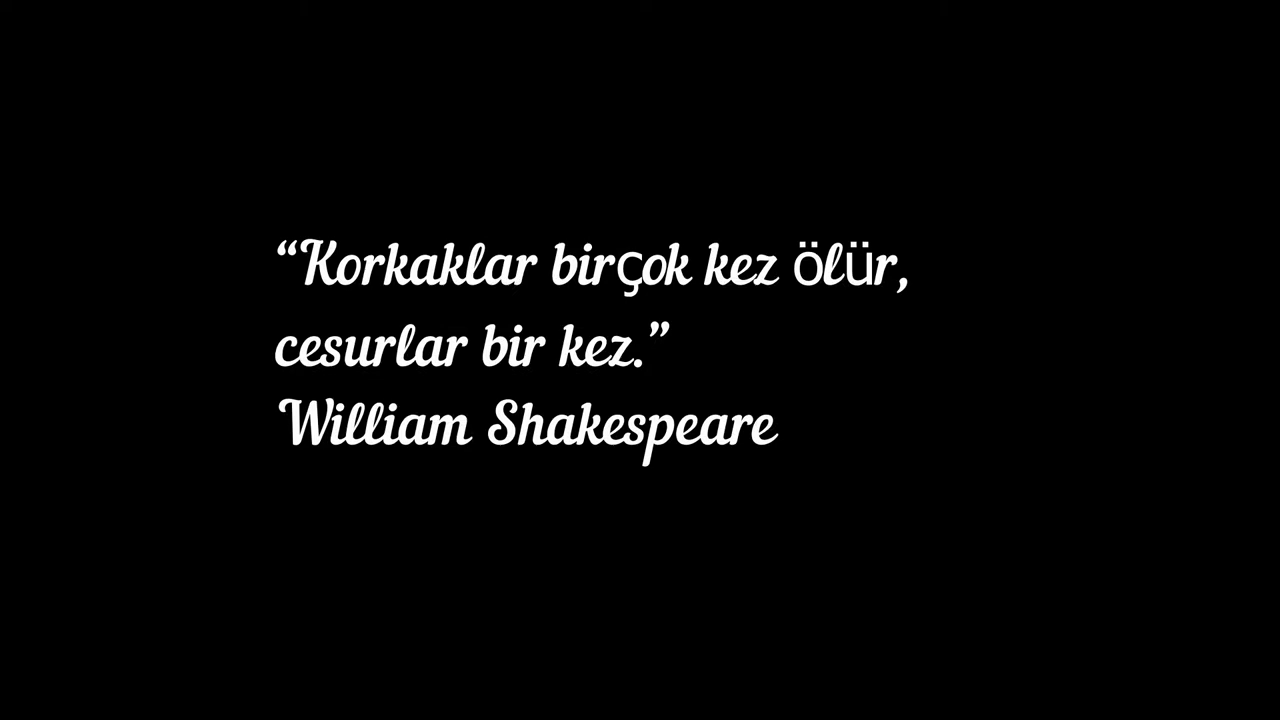 “Korkaklar birçok kez ölür,
cesurlar bir kez.”
William Shakespeare